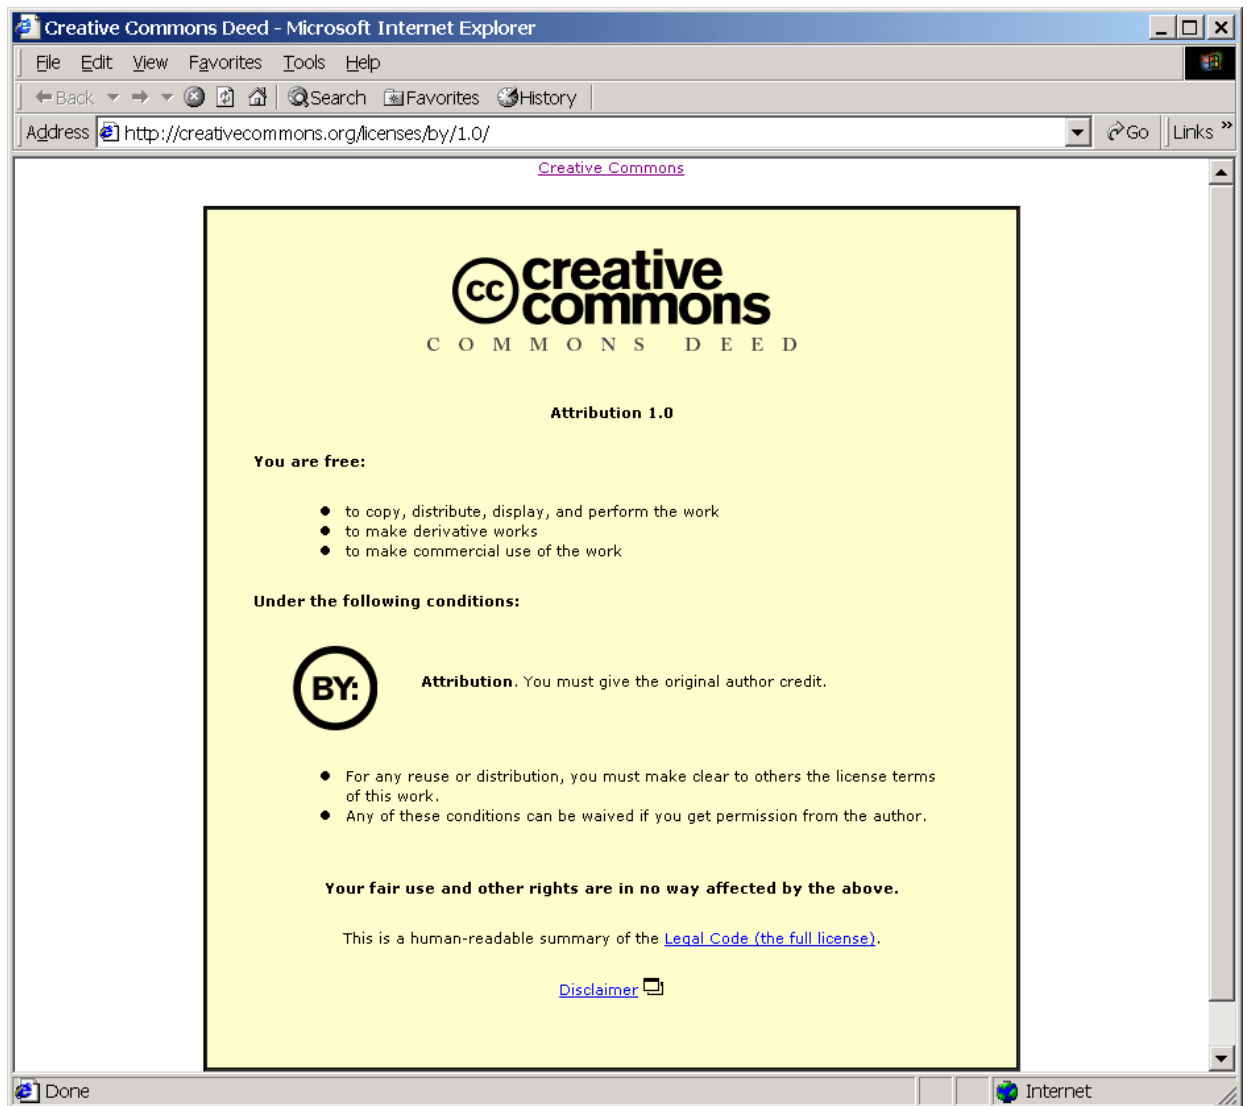 Creative Commons Deed - Microsoft Internet Explorer
File Edit View Favorites Tools Help
Back Search Favorites History
Address http://creativecommons.org/licenses/by/1.0/ Go Links »
Creative Commons
cc creative
commons
COMMONS DEED
Attribution 1.0
You are free:
to copy, distribute, display, and perform the work
to make derivative works
to make commercial use of the work
Under the following conditions:
BY: Attribution. You must give the original author credit.
For any reuse or distribution, you must make clear to others the license terms
of this work.
Any of these conditions can be waived if you get permission from the author.
Your fair use and other rights are in no way affected by the above.
This is a human-readable summary of the Legal Code (the full license).
Disclaimer
Done Internet